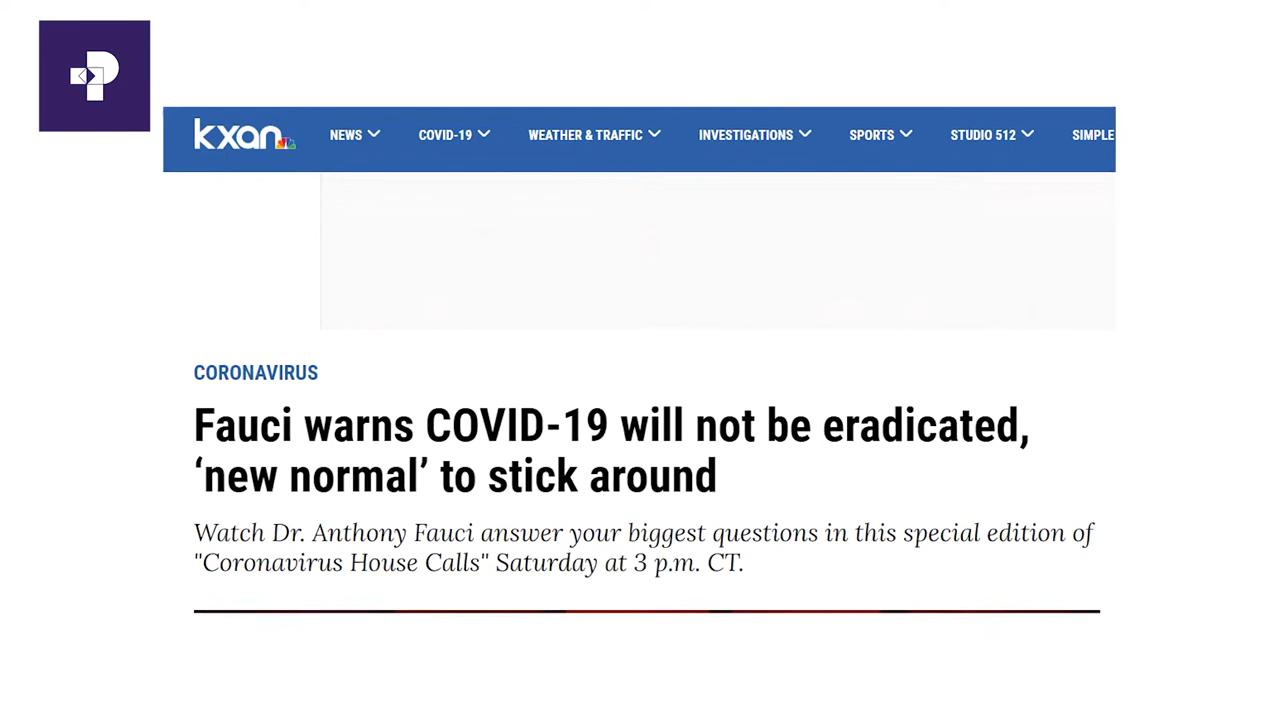 kxan NEWS COVID-19 WEATHER & TRAFFIC INVESTIGATIONS SPORTS STUDIO 512 SIMPLE
CORONAVIRUS
Fauci warns COVID-19 will not be eradicated,
‘new normal’ to stick around
Watch Dr. Anthony Fauci answer your biggest questions in this special edition of
"Coronavirus House Calls" Saturday at 3 p.m. CT.